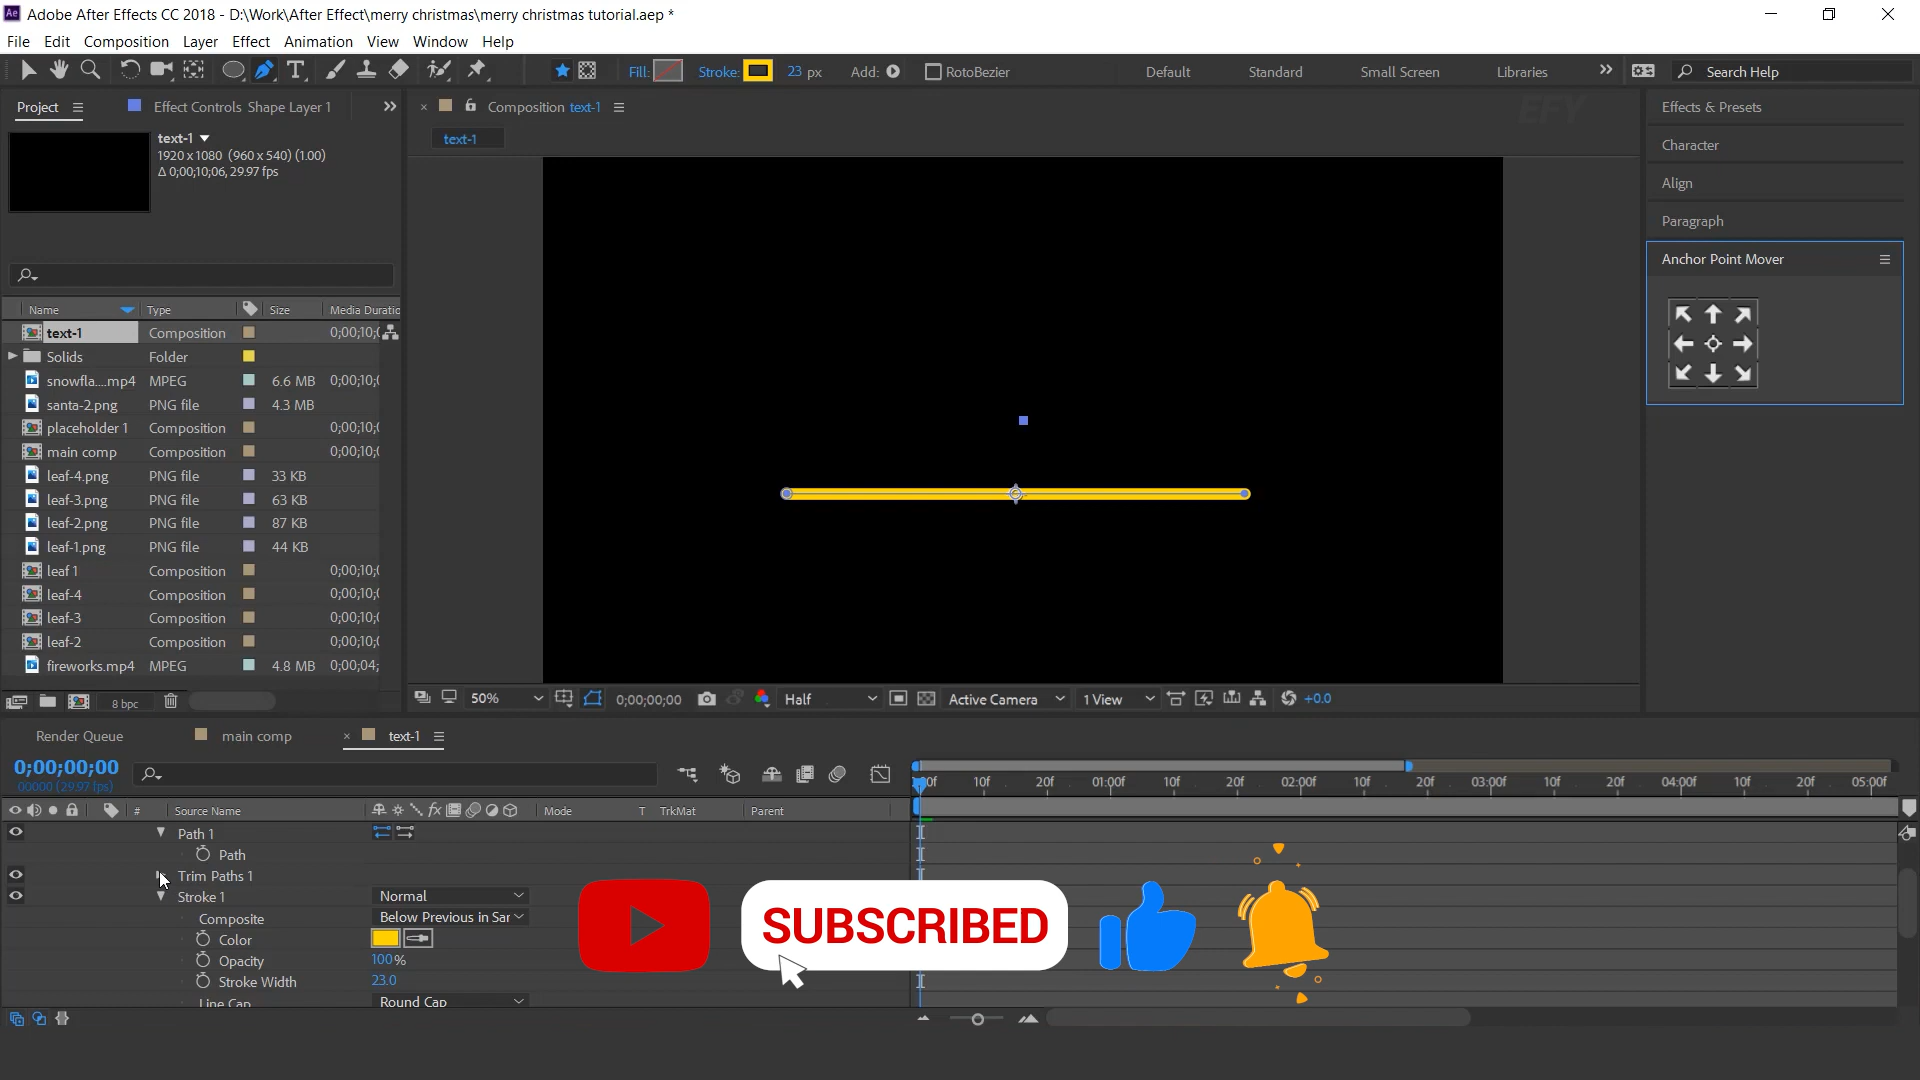 Adobe After Effects CC 2018 - D:\Work\After Effect\merry christmas\merry christmas tutorial.aep *
File Edit Composition Layer Effect Animation View Window Help
Fill: Stroke: 23 px Add: RotoBezier Default Standard Small Screen Libraries Search Help
Project Effect Controls Shape Layer 1 Composition text-1 EFY
text-1
text-1
1920 x 1080 (960 x 540) (1.00)
Δ 0;00;10;06, 29.97 fps
Effects & Presets
Character
Align
Paragraph
Anchor Point Mover
Name Type Size Media Duratic
text-1 Composition 0;00;10;
Solids Folder
snowfla....mp4 MPEG 6.6 MB 0;00;10;
santa-2.png PNG file 4.3 MB
placeholder 1 Composition 0;00;10;
main comp Composition 0;00;10;
leaf-4.png PNG file 33 KB
leaf-3.png PNG file 63 KB
leaf-2.png PNG file 87 KB
leaf-1.png PNG file 44 KB
leaf 1 Composition 0;00;10;
leaf-4 Composition 0;00;10;
leaf-3 Composition 0;00;10;
leaf-2 Composition 0;00;10;
fireworks.mp4 MPEG 4.8 MB 0;00;04;
8 bpc
50% 0;00;00;00 Half Active Camera 1 View +0.0
Render Queue main comp text-1
0;00;00;00
00000 (29.97 fps)
:00f 10f 20f 01:00f 10f 20f 02:00f 10f 20f 03:00f 10f 20f 04:00f 10f 20f 05:00f
# Source Name fx Mode T TrkMat Parent
Path 1
Path
Trim Paths 1
Stroke 1 Normal
Composite Below Previous in Sar
Color
Opacity 100%
Stroke Width 23.0
Line Cap Round Cap
SUBSCRIBED